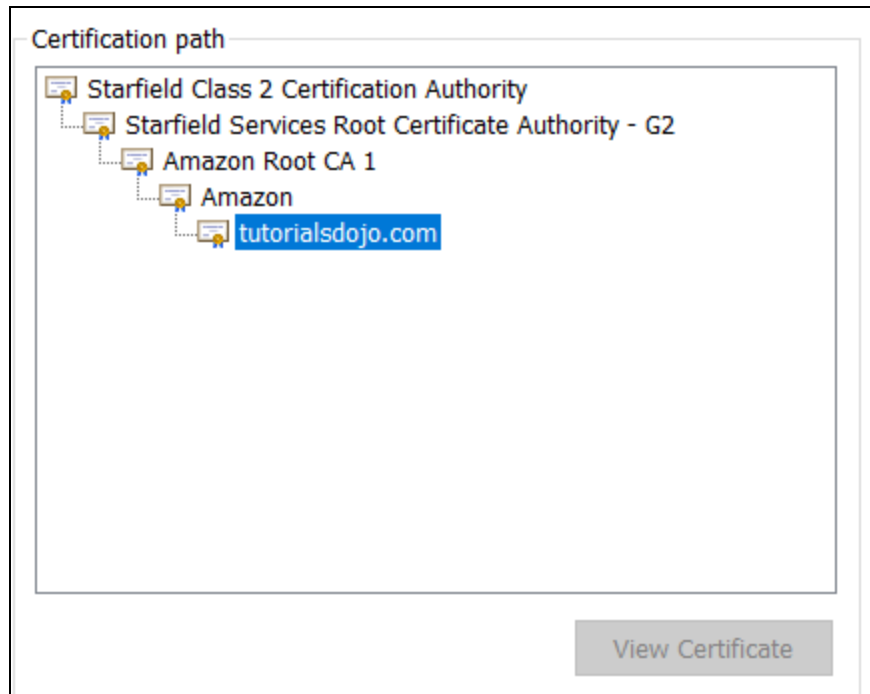 Certification path
Starfield Class 2 Certification Authority
Starfield Services Root Certificate Authority - G2
Amazon Root CA 1
Amazon
tutorialsdojo.com
View Certificate